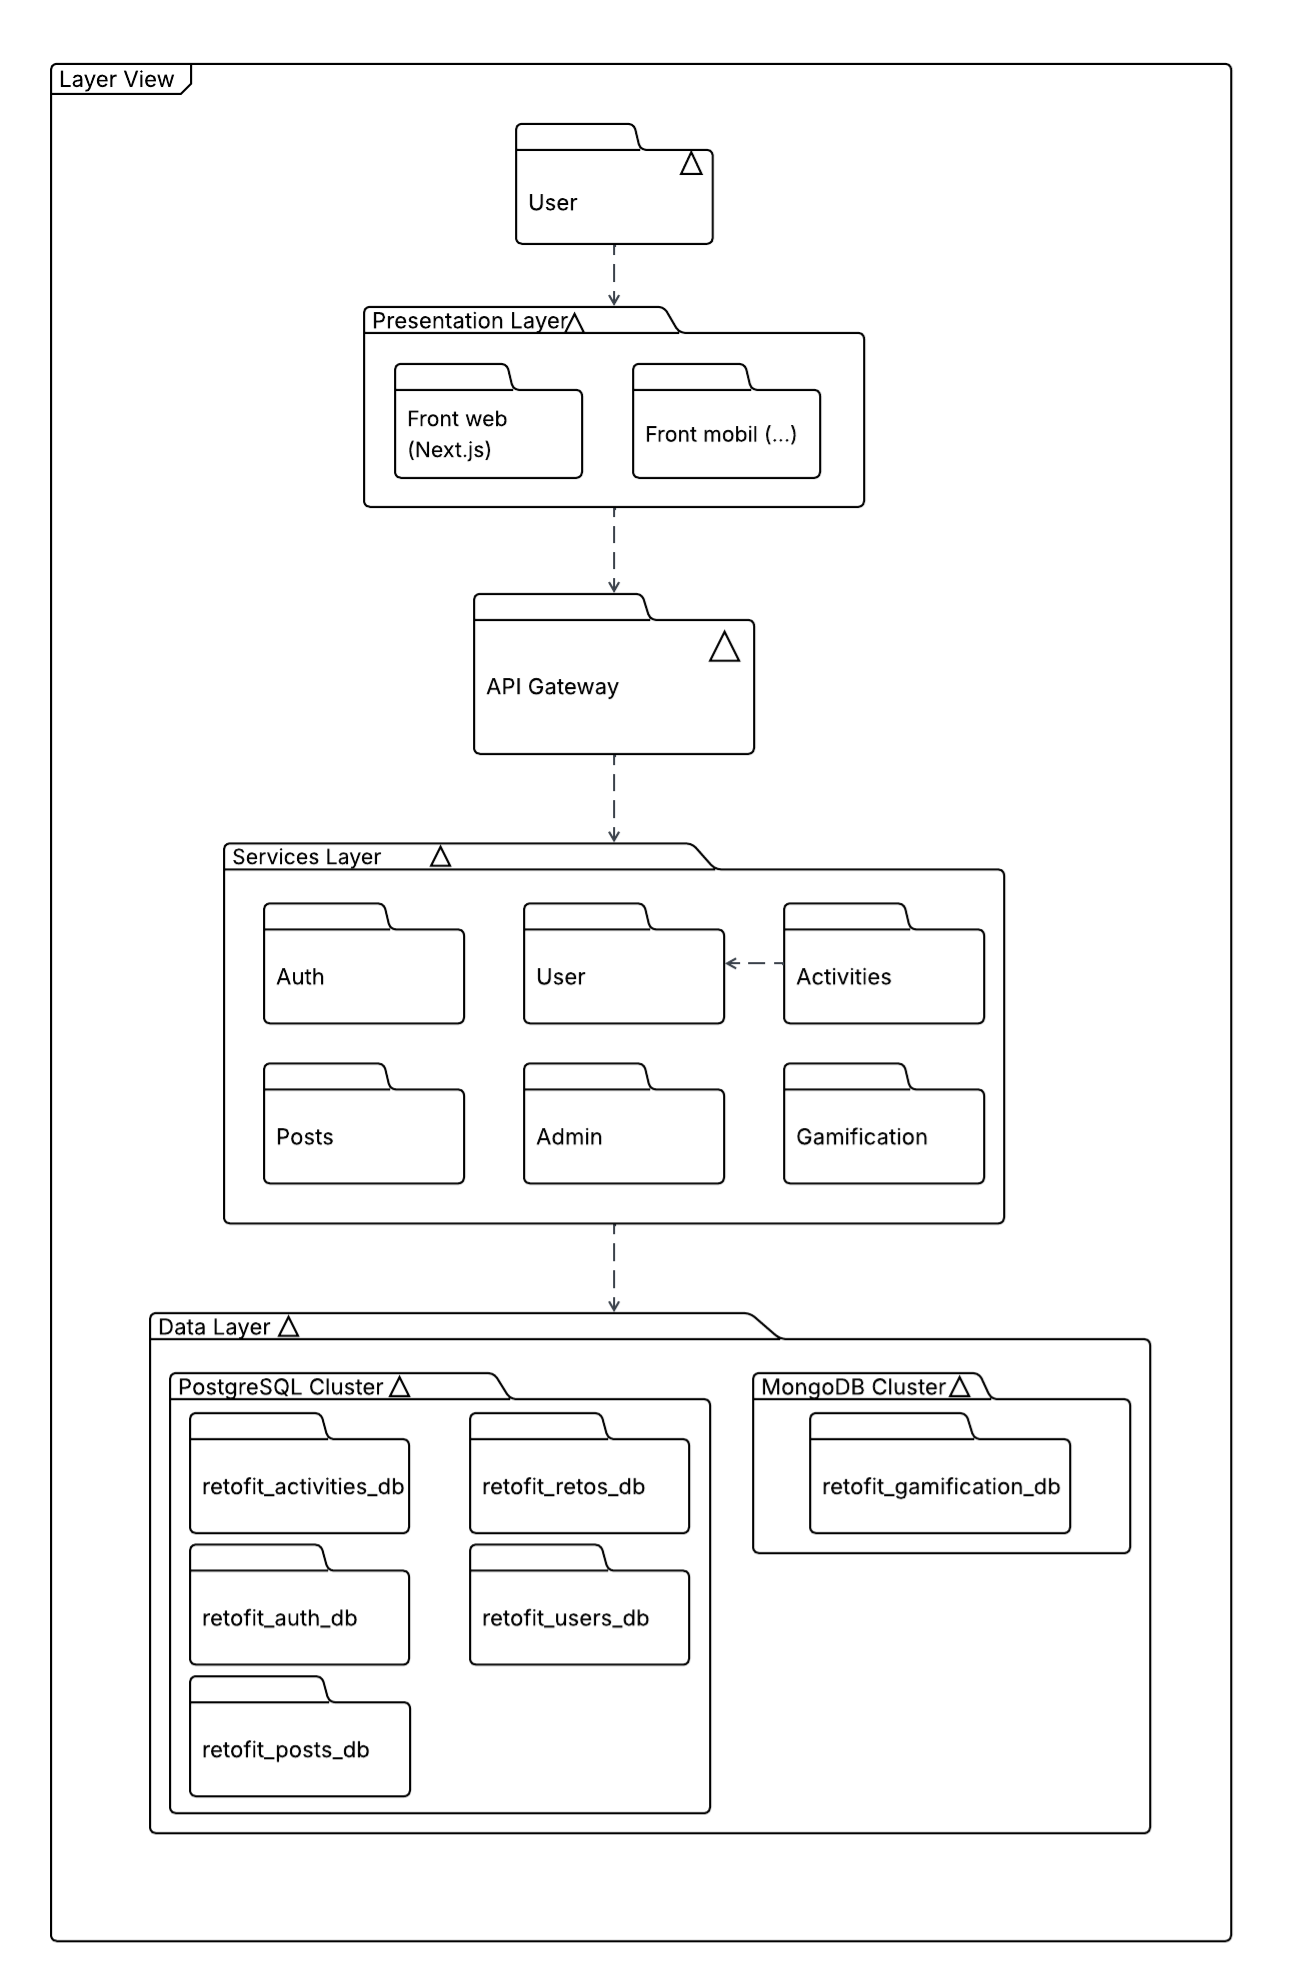 Layer View
User
Presentation Layer
Front web
(Next.js)
Front mobil (...)
API Gateway
Services Layer
Auth
User
Activities
Posts
Admin
Gamification
Data Layer
PostgreSQL Cluster
MongoDB Cluster
retofit_activities_db
retofit_retos_db
retofit_gamification_db
retofit_auth_db
retofit_users_db
retofit_posts_db